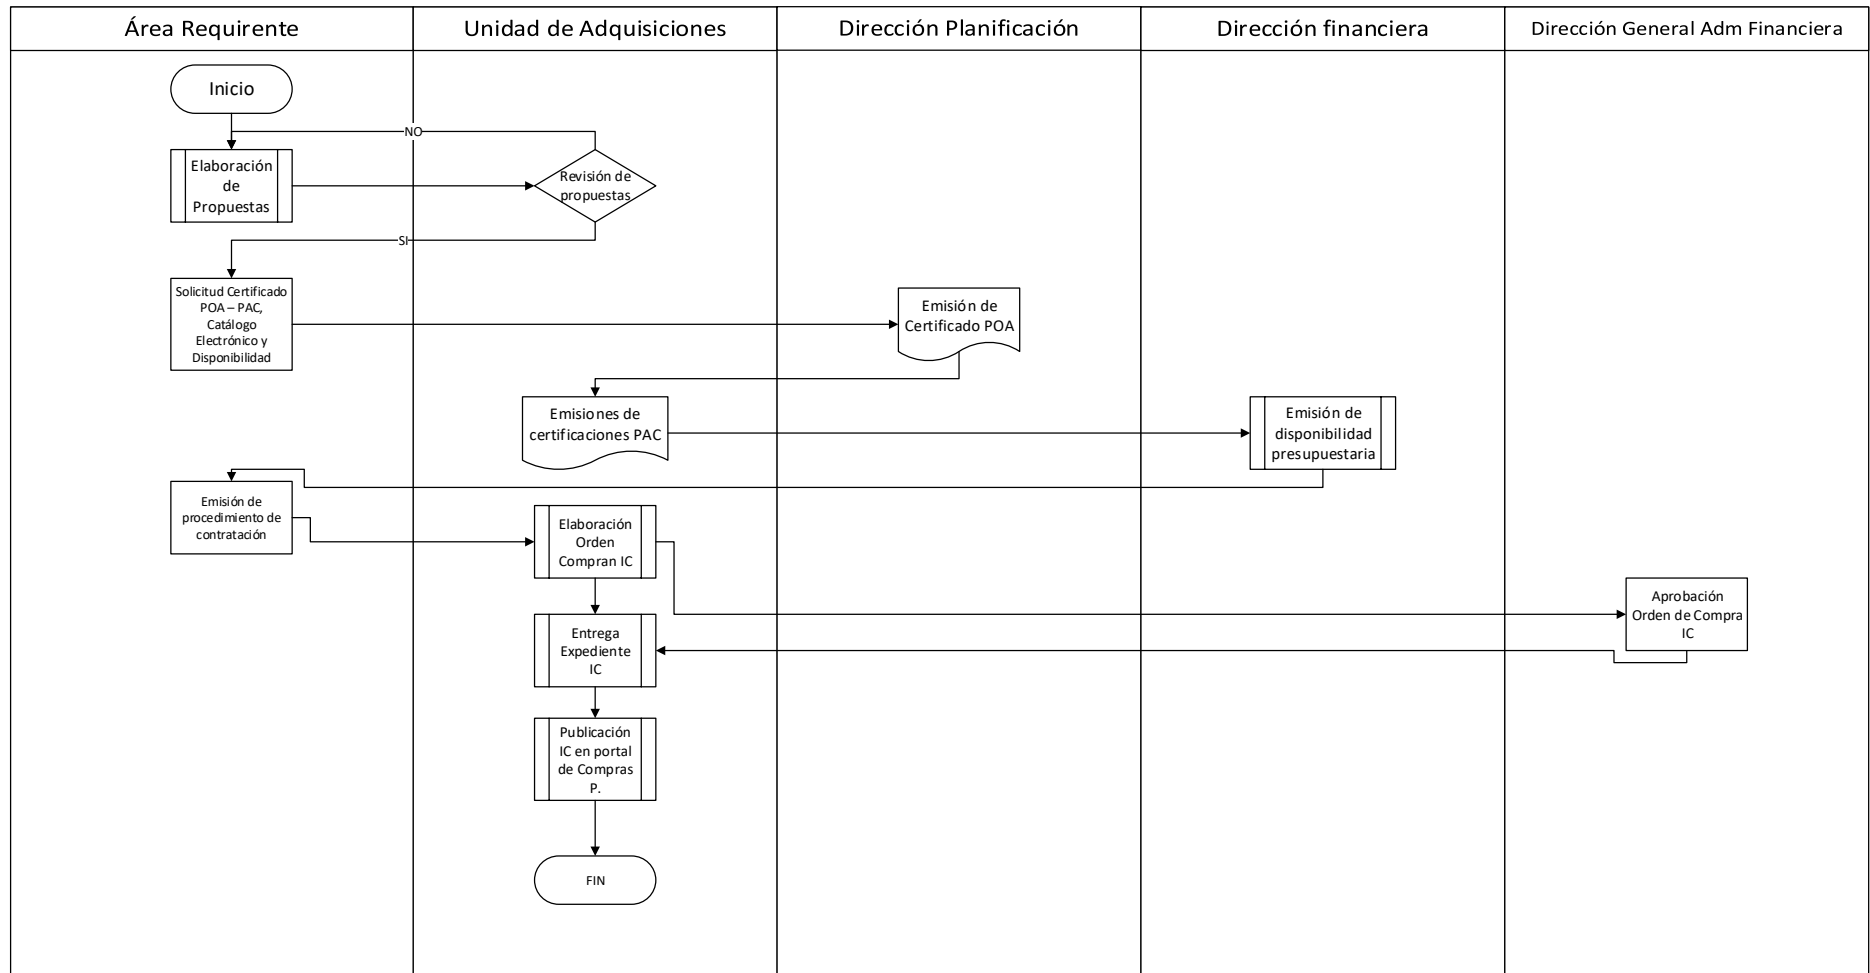 Área Requirente
Unidad de Adquisiciones
Dirección Planificación
Dirección financiera
Dirección General Adm Financiera
Inicio
NO
Elaboración
de
Propuestas
Revisión de
propuestas
SI
Solicitud Certificado
POA – PAC,
Catálogo
Electrónico y
Disponibilidad
Emisión de
Certificado POA
Emisiones de
certificaciones PAC
Emisión de
disponibilidad
presupuestaria
Emisión de
procedimiento de
contratación
Elaboración
Orden
Compran IC
Aprobación
Orden de Compra
IC
Entrega
Expediente
IC
Publicación
IC en portal
de Compras
P.
FIN